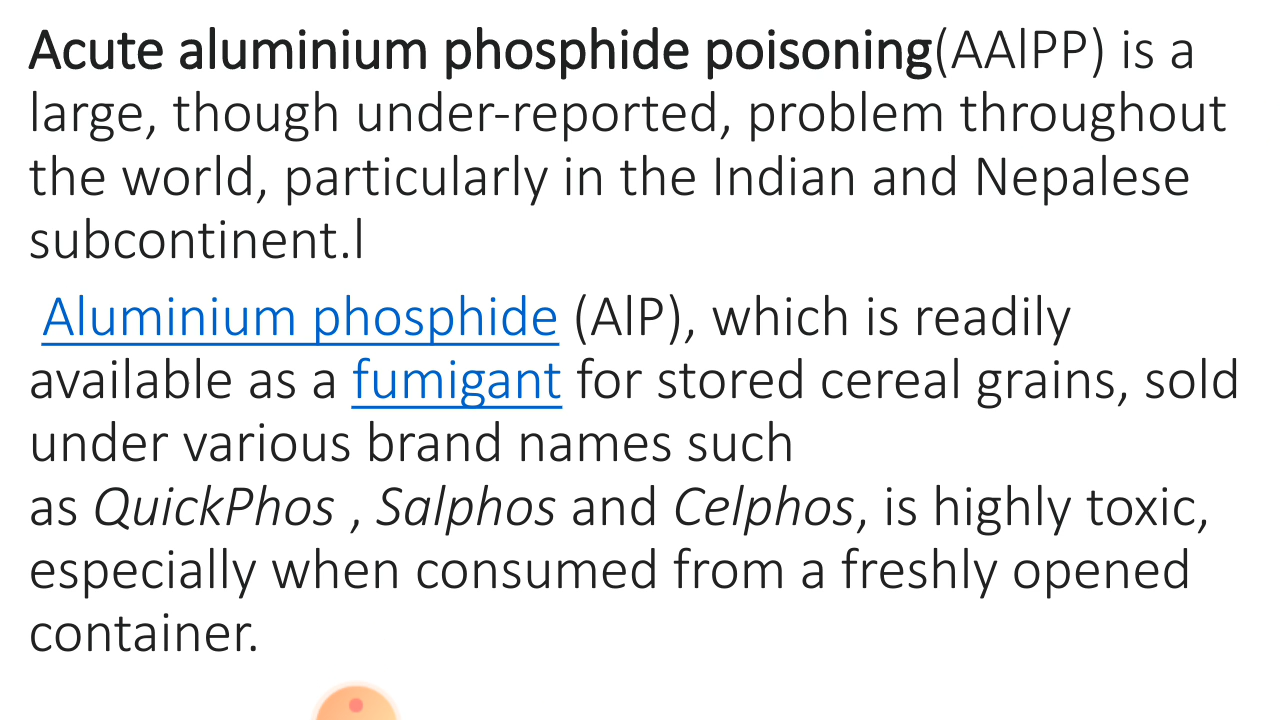 Acute aluminium phosphide poisoning(AAlPP) is a
large, though under-reported, problem throughout
the world, particularly in the Indian and Nepalese
subcontinent.l
Aluminium phosphide (AlP), which is readily
available as a fumigant for stored cereal grains, sold
under various brand names such
as QuickPhos , Salphos and Celphos, is highly toxic,
especially when consumed from a freshly opened
container.